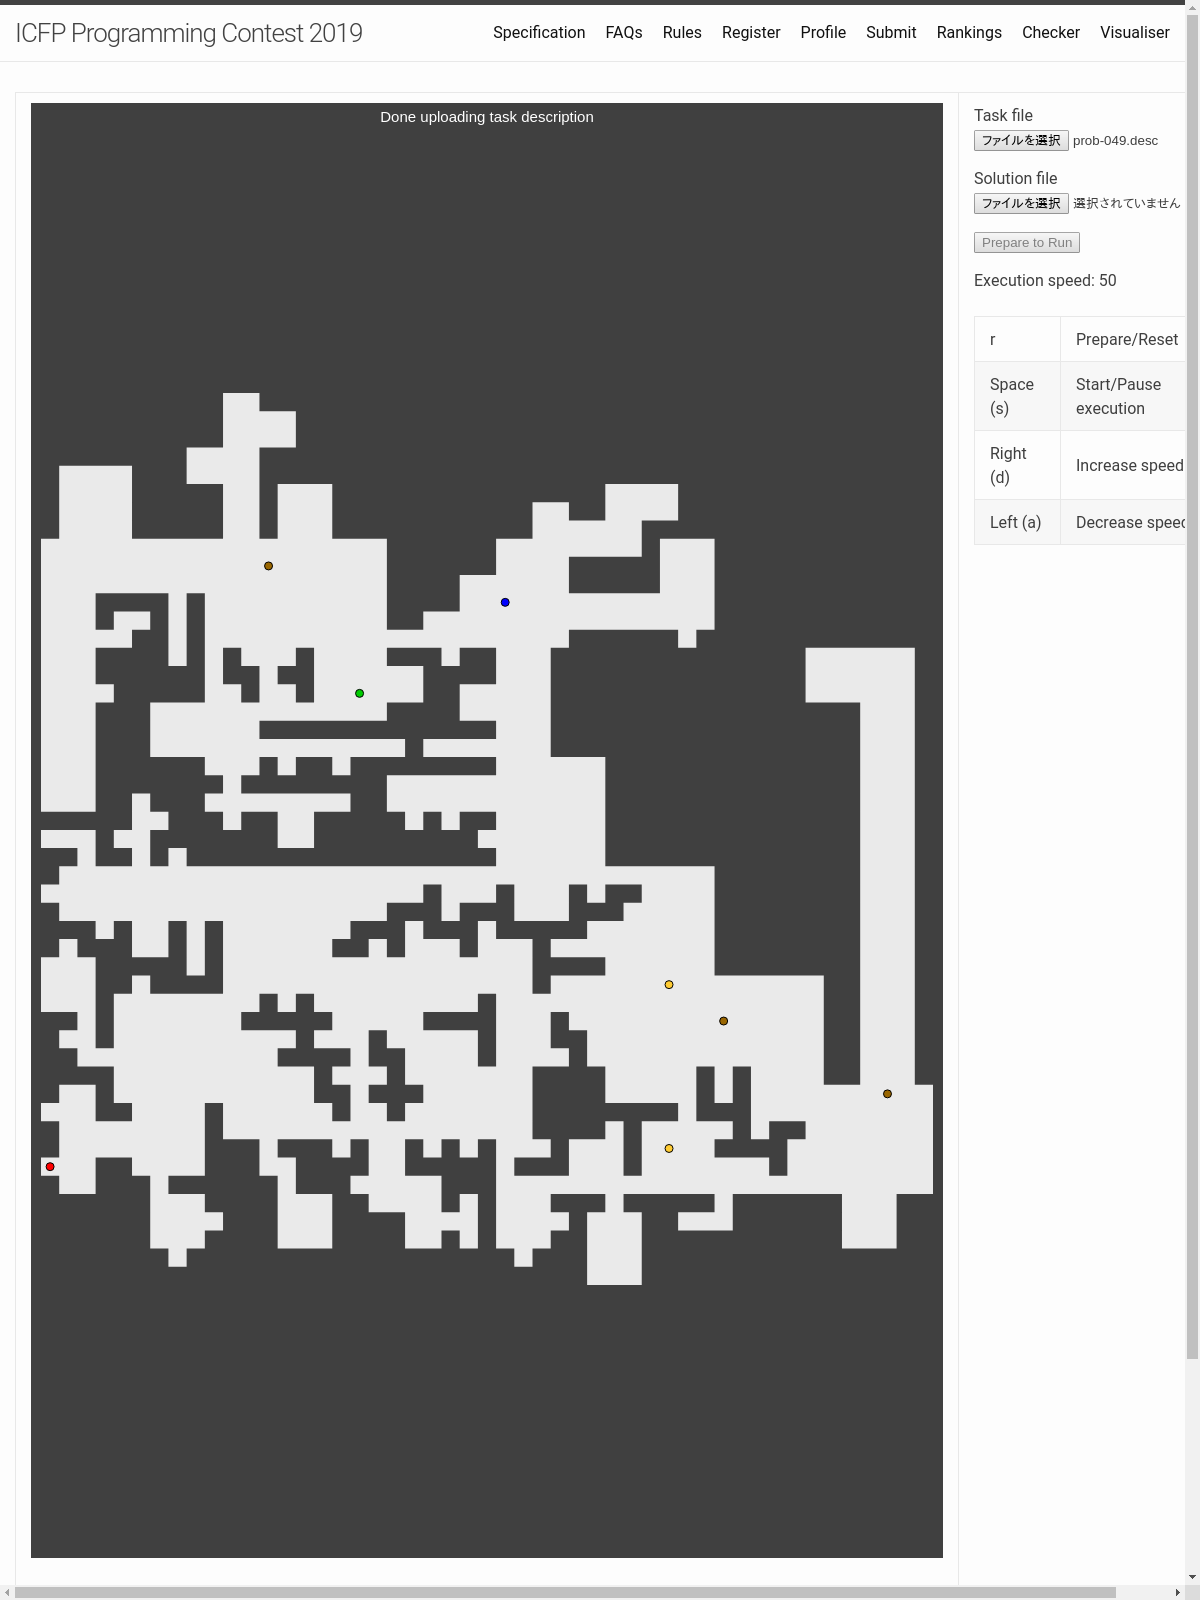 ICFP Programming Contest 2019
Specification FAQs Rules Register Profile Submit Rankings Checker Visualiser
Done uploading task description
Task file
ファイルを選択 prob-049.desc
Solution file
ファイルを選択 選択されていません
Prepare to Run
Execution speed: 50
r Prepare/Reset
Space (s) Start/Pause execution
Right (d) Increase speed
Left (a) Decrease speed